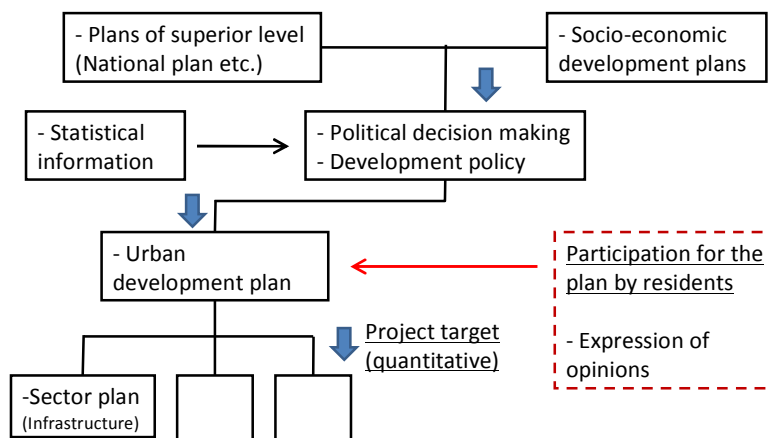 - Plans of superior level
(National plan etc.)
- Socio-economic
development plans
- Statistical
information
- Political decision making
- Development policy
- Urban
development plan
Participation for the
plan by residents
- Expression of
opinions
Project target
(quantitative)
-Sector plan
(Infrastructure)